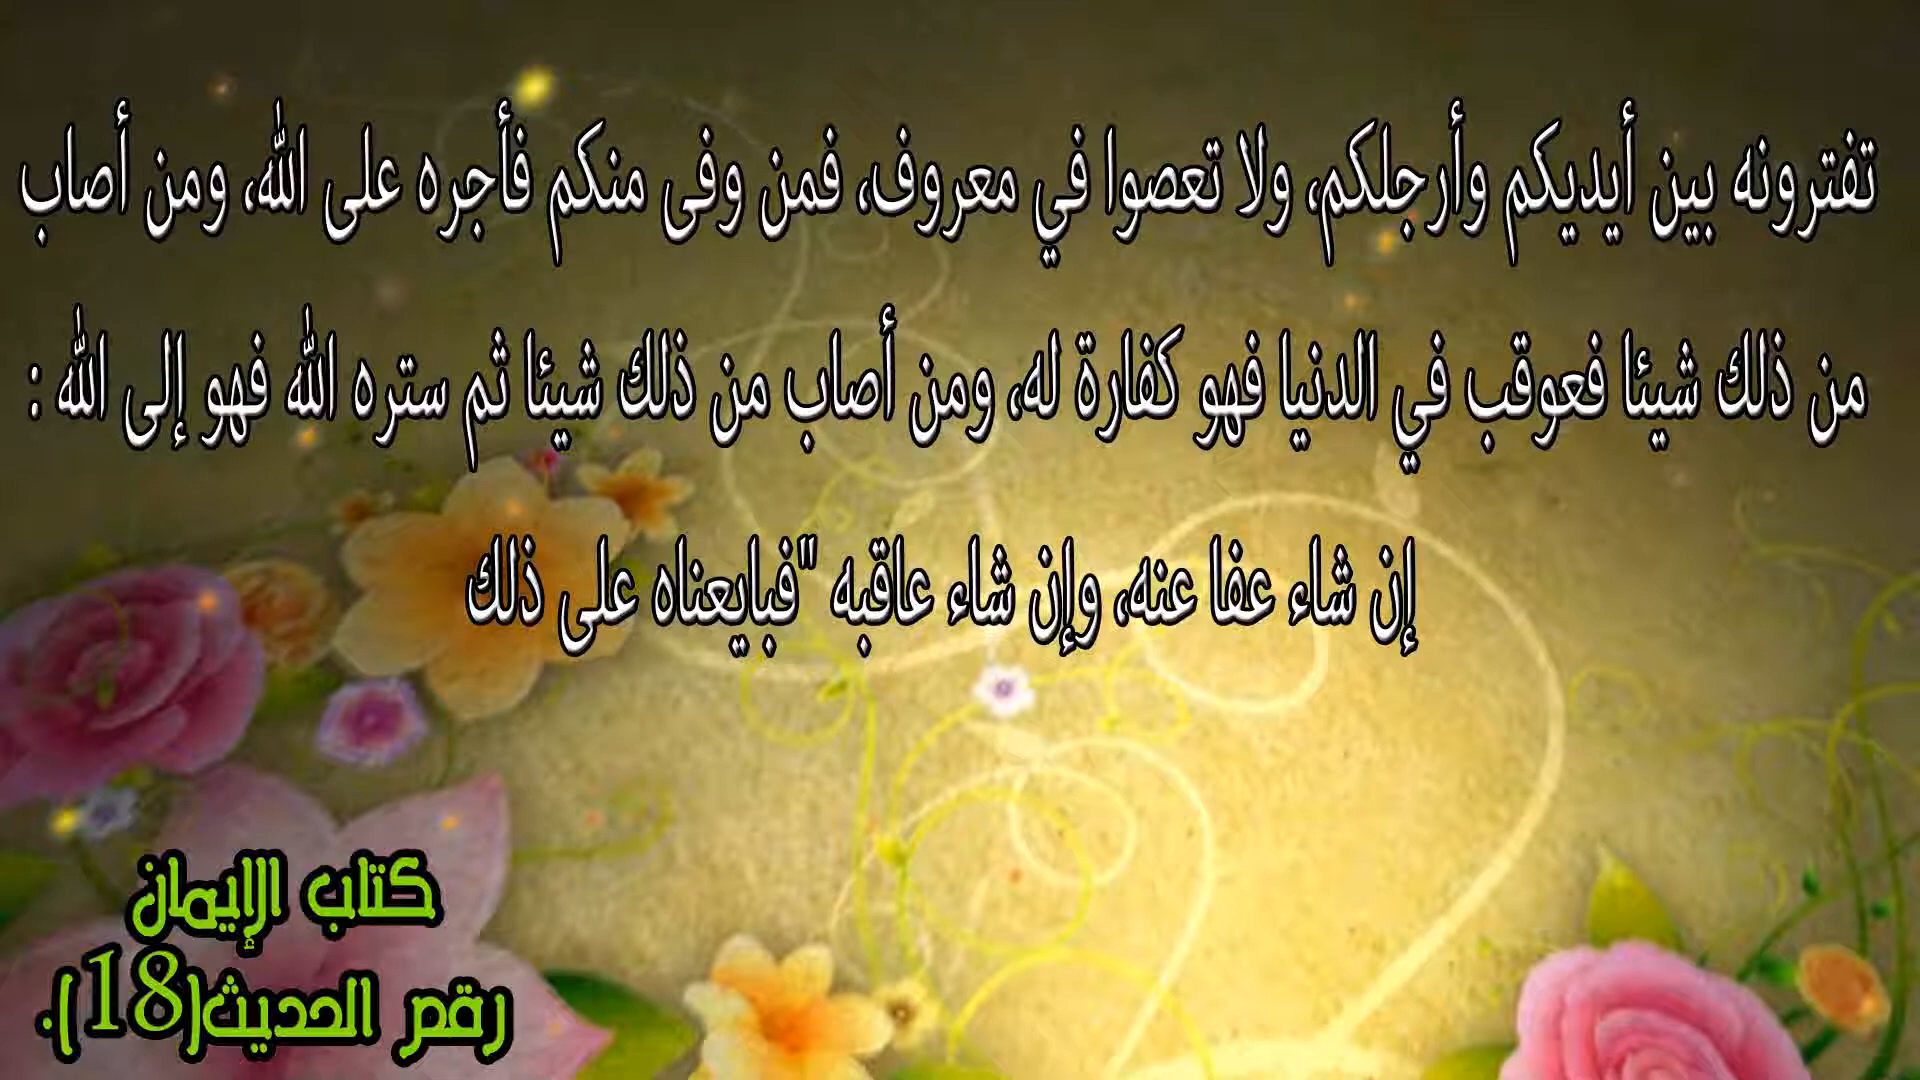 تفترونه بين أيديكم وأرجلكم، ولا تعصوا في معروف، فمن وفى منكم فأجره على الله، ومن أصاب
من ذلك شيئا فعوقب في الدنيا فهو كفارة له، ومن أصاب من ذلك شيئا ثم ستره الله فهو إلى الله :
إن شاء عفا عنه، وإن شاء عاقبه "فبايعناه على ذلك
كتاب الإيمان
رقم الحديث(18).